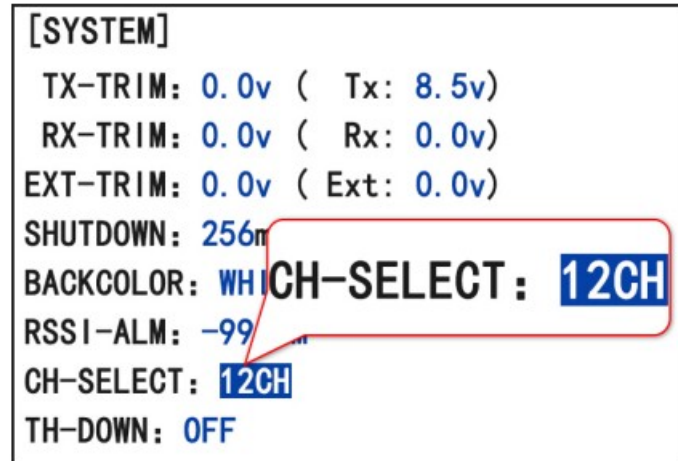 [SYSTEM]
TX-TRIM: 0.0v ( Tx: 8.5v)
RX-TRIM: 0.0v ( Rx: 0.0v)
EXT-TRIM: 0.0v ( Ext: 0.0v)
SHUTDOWN: 256
BACKCOLOR:
CH-SELECT: 12CH
RSSI-ALM: -99
CH-SELECT: 12CH
TH-DOWN: OFF